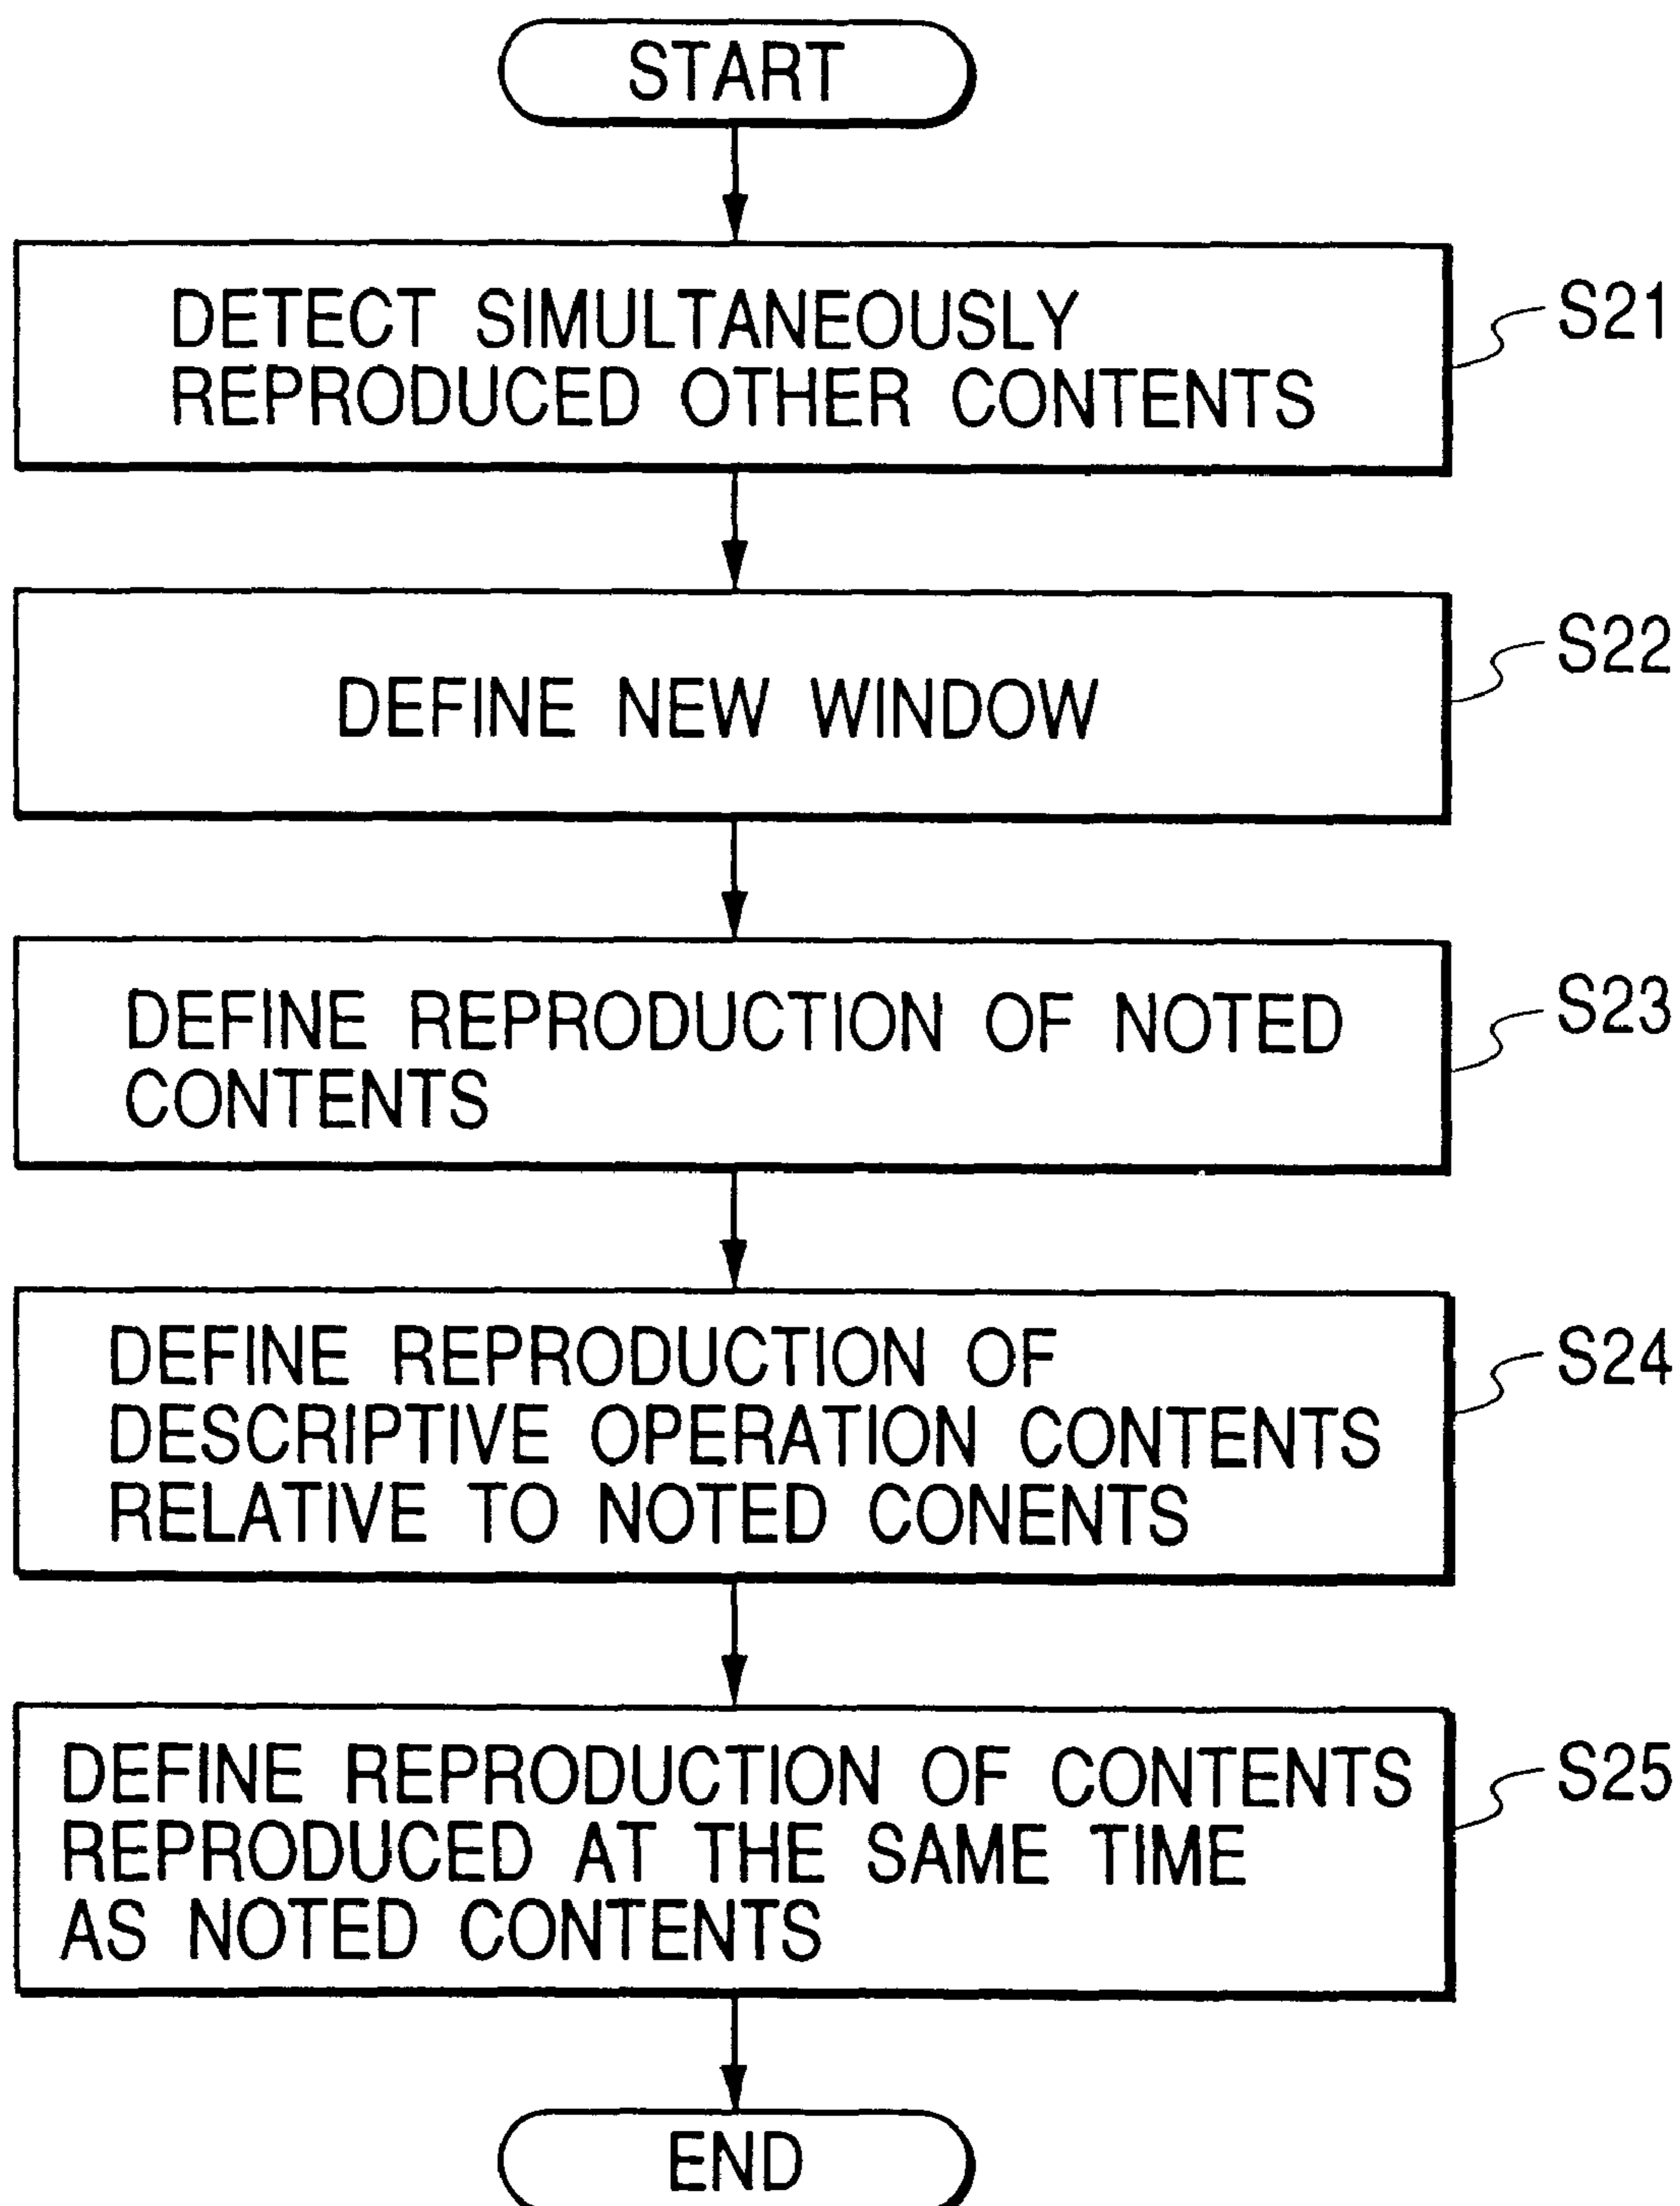 START
DETECT SIMULTANEOUSLY
REPRODUCED OTHER CONTENTS
S21
DEFINE NEW WINDOW
S22
DEFINE REPRODUCTION OF NOTED
CONTENTS
S23
DEFINE REPRODUCTION OF
DESCRIPTIVE OPERATION CONTENTS
RELATIVE TO NOTED CONENTS
S24
DEFINE REPRODUCTION OF CONTENTS
REPRODUCED AT THE SAME TIME
AS NOTED CONTENTS
S25
END